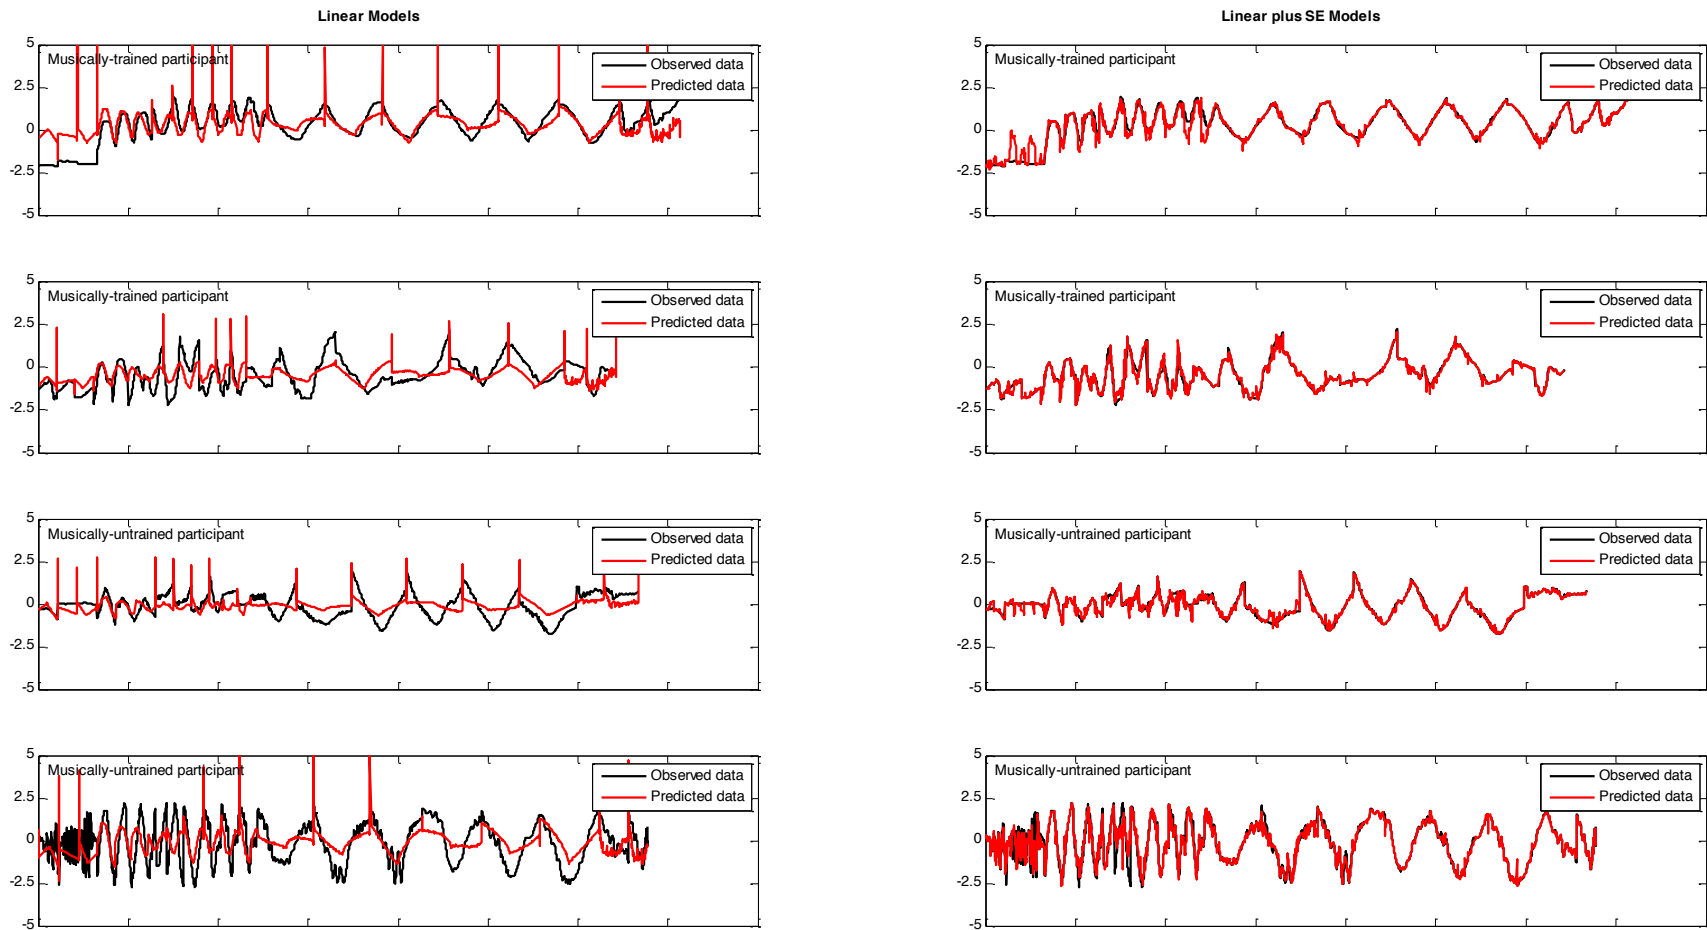 Linear Models
Linear plus SE Models
5
2.5
0
-2.5
-5
Musically-trained participant
Observed data
Predicted data
5
2.5
0
-2.5
-5
Musically-trained participant
Observed data
Predicted data
5
2.5
0
-2.5
-5
Musically-trained participant
Observed data
Predicted data
5
2.5
0
-2.5
-5
Musically-trained participant
Observed data
Predicted data
5
2.5
0
-2.5
-5
Musically-untrained participant
Observed data
Predicted data
5
2.5
0
-2.5
-5
Musically-untrained participant
Observed data
Predicted data
5
2.5
0
-2.5
-5
Musically-untrained participant
Observed data
Predicted data
5
2.5
0
-2.5
-5
Musically-untrained participant
Observed data
Predicted data